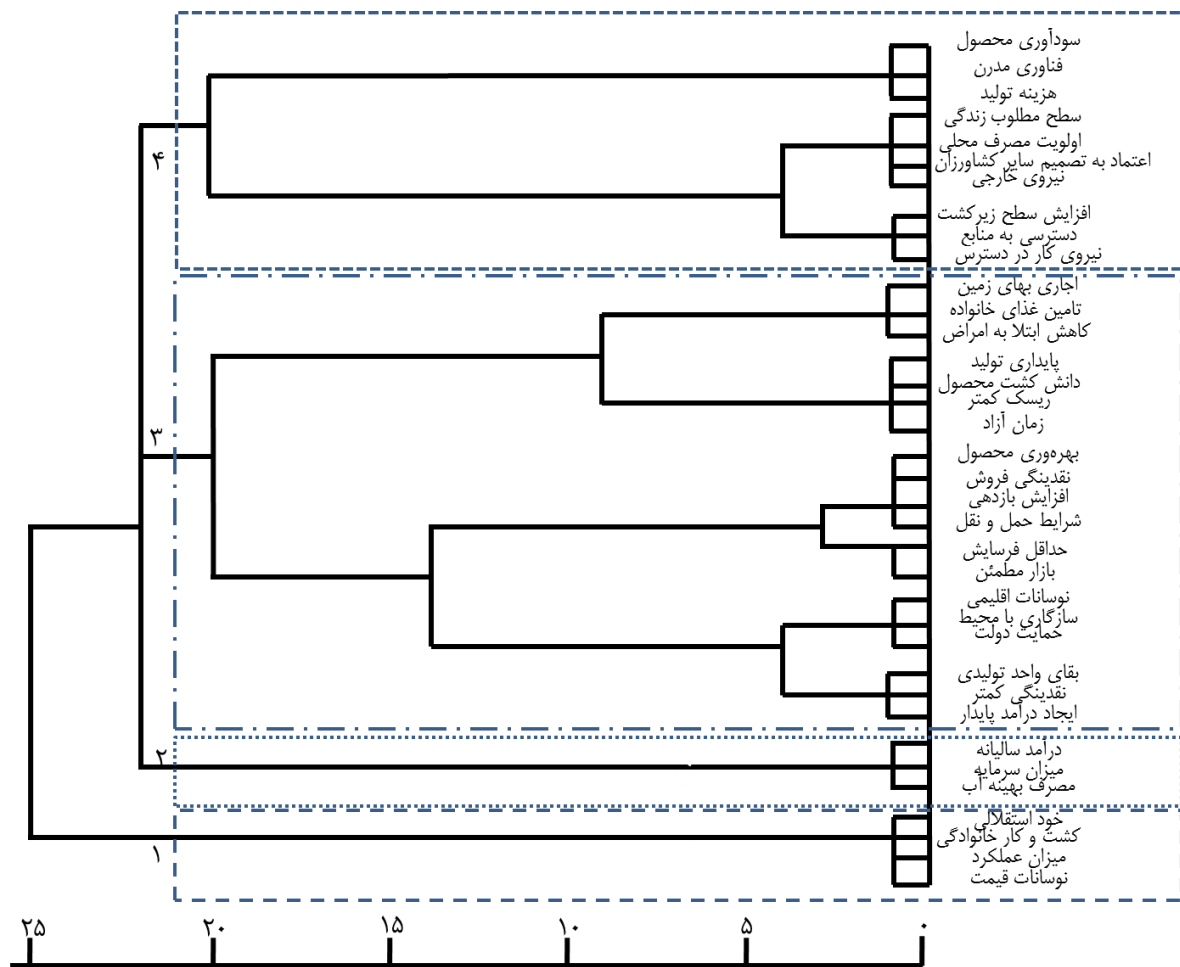 سودآوری محصول
فناوری مدرن
هزینه تولید
سطح مطلوب زندگی
اولویت مصرف محلی
اعتماد به تصمیم سایر کشاورزان
نیروی خارجی
افزایش سطح زیرکشت
دسترسی به منابع
نیروی کار در دسترس
۴
اجاری بهای زمین
تامین غذای خانواده
کاهش ابتلا به امراض
پایداری تولید
دانش کشت محصول
ریسک کمتر
زمان آزاد
۳
بهره‌وری محصول
نقدینگی فروش
افزایش بازدهی
شرایط حمل و نقل
حداقل فرسایش
بازار مطمئن
نوسانات اقلیمی
سازگاری با محیط
حمایت دولت
بقای واحد تولیدی
نقدینگی کمتر
ایجاد درآمد پایدار
۲
درآمد سالیانه
میزان سرمایه
مصرف بهینه آب
خود استقلالی
کشت و کار خانوادگی
۱
میزان عملکرد
نوسانات قیمت
۲۵ ۲۰ ۱۵ ۱۰ ۵ ۰